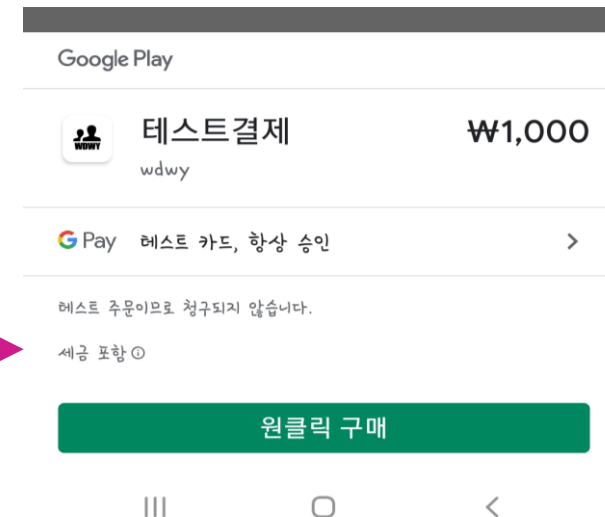 Google Play
테스트결제
₩1,000
WDWY
wdwy
G Pay 테스트 카드, 항상 승인
테스트 주문이므로 청구되지 않습니다.
세금 포함
원클릭 구매